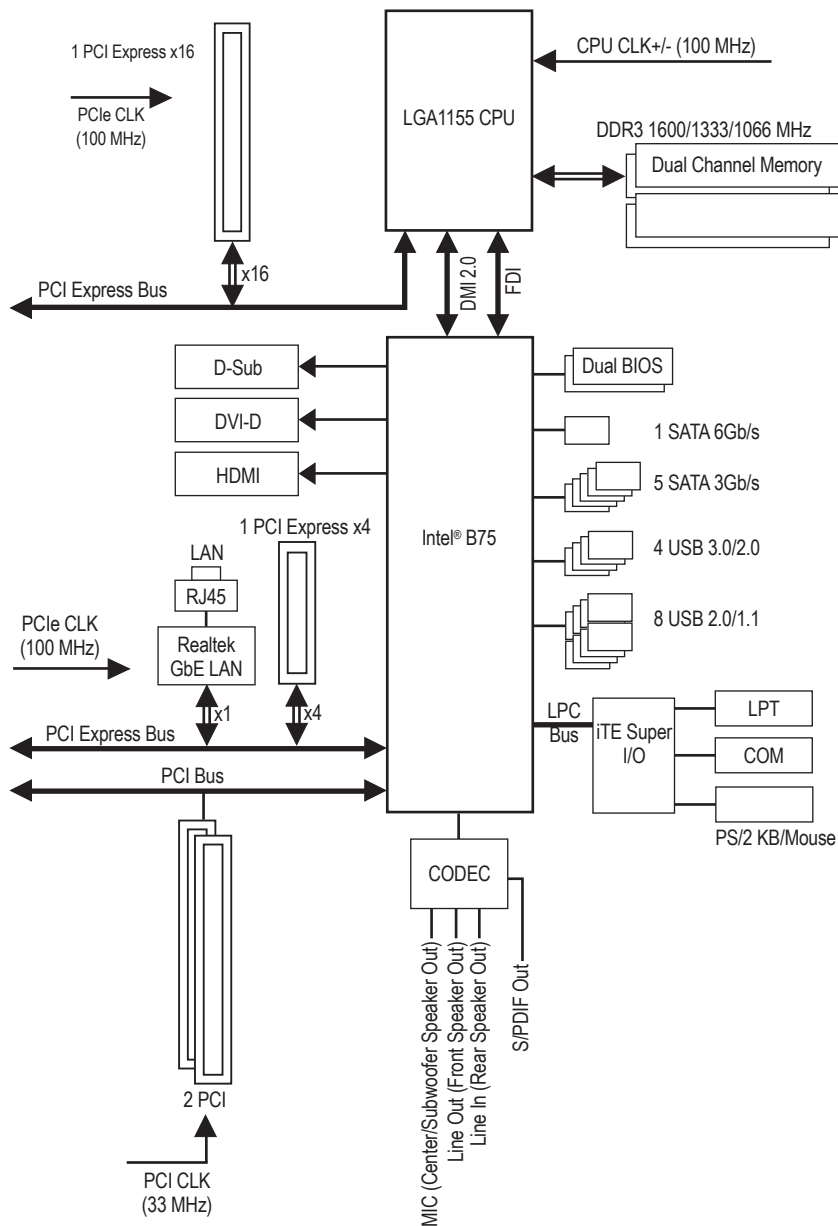 1 PCI Express x16
CPU CLK+/- (100 MHz)
PCIe CLK
(100 MHz)
LGA1155 CPU
DDR3 1600/1333/1066 MHz
Dual Channel Memory
x16
PCI Express Bus
DMI 2.0
FDI
D-Sub
Dual BIOS
DVI-D
1 SATA 6Gb/s
HDMI
5 SATA 3Gb/s
1 PCI Express x4
Intel® B75
4 USB 3.0/2.0
LAN
RJ45
8 USB 2.0/1.1
PCIe CLK
(100 MHz)
Realtek
GbE LAN
x1
x4
LPC
Bus
iTE Super
I/O
LPT
PCI Express Bus
COM
PCI Bus
PS/2 KB/Mouse
CODEC
MIC (Center/Subwoofer Speaker Out)
Line Out (Front Speaker Out)
Line In (Rear Speaker Out)
S/PDIF Out
2 PCI
PCI CLK
(33 MHz)